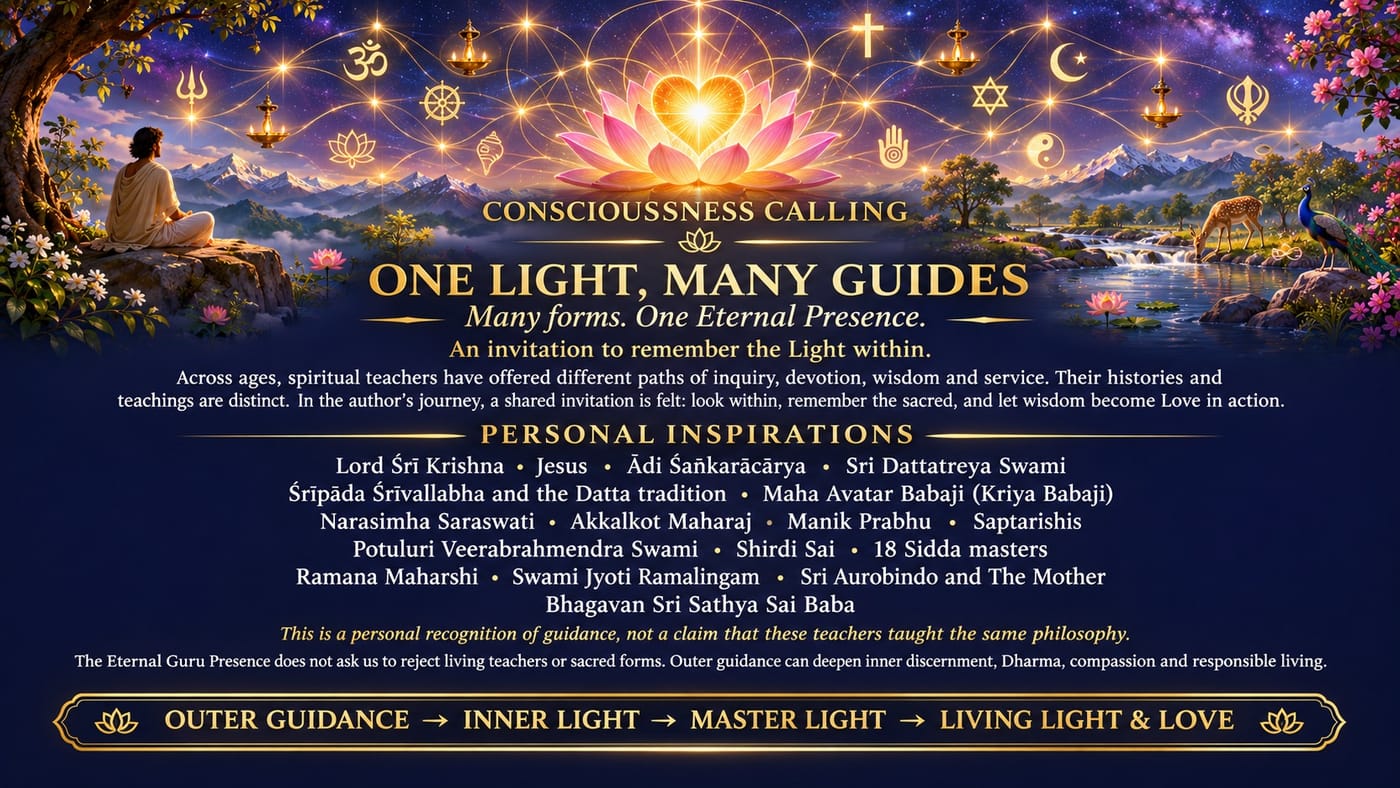 CONSCIOUSSNESS CALLING
ONE LIGHT, MANY GUIDES
Many forms. One Eternal Presence.
An invitation to remember the Light within.
Across ages, spiritual teachers have offered different paths of inquiry, devotion, wisdom and service. Their histories and
teachings are distinct. In the author's journey, a shared invitation is felt: look within, remember the sacred, and let wisdom become Love in action.
PERSONAL INSPIRATIONS
Lord Śrī Krishna • Jesus • Ādi Śaṅkarācārya • Sri Dattatreya Swami
Śrīpāda Śrīvallabha and the Datta tradition • Maha Avatar Babaji (Kriya Babaji)
Narasimha Saraswati • Akkalkot Maharaj • Manik Prabhu • Saptarishis
Potuluri Veerabrahmendra Swami • Shirdi Sai • 18 Sidda masters
Ramana Maharshi • Swami Jyoti Ramalingam • Sri Aurobindo and The Mother
Bhagavan Sri Sathya Sai Baba
This is a personal recognition of guidance, not a claim that these teachers taught the same philosophy.
The Eternal Guru Presence does not ask us to reject living teachers or sacred forms. Outer guidance can deepen inner discernment, Dharma, compassion and responsible living.
OUTER GUIDANCE → INNER LIGHT → MASTER LIGHT → LIVING LIGHT & LOVE